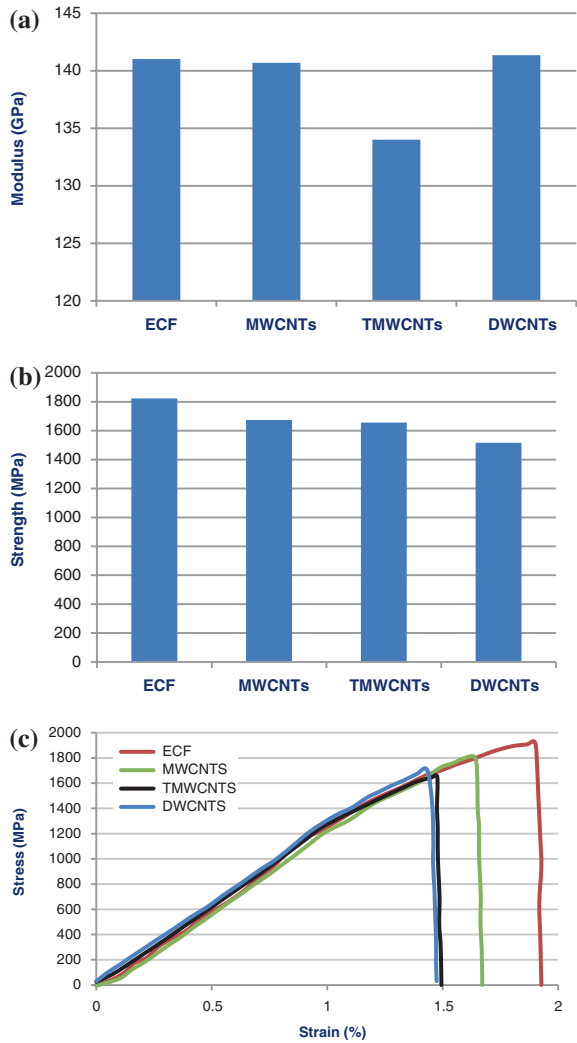 (a)
Modulus (GPa)
145
140
135
130
125
120
ECF MWCNTs TMWCNTs DWCNTs
(b)
Strength (MPa)
2000
1800
1600
1400
1200
1000
800
600
400
200
0
ECF MWCNTs TMWCNTs DWCNTs
(c)
Stress (MPa)
2000
1800
1600
1400
1200
1000
800
600
400
200
0
ECF
MWCNTS
TMWCNTS
DWCNTS
0 0.5 1 1.5 2
Strain (%)